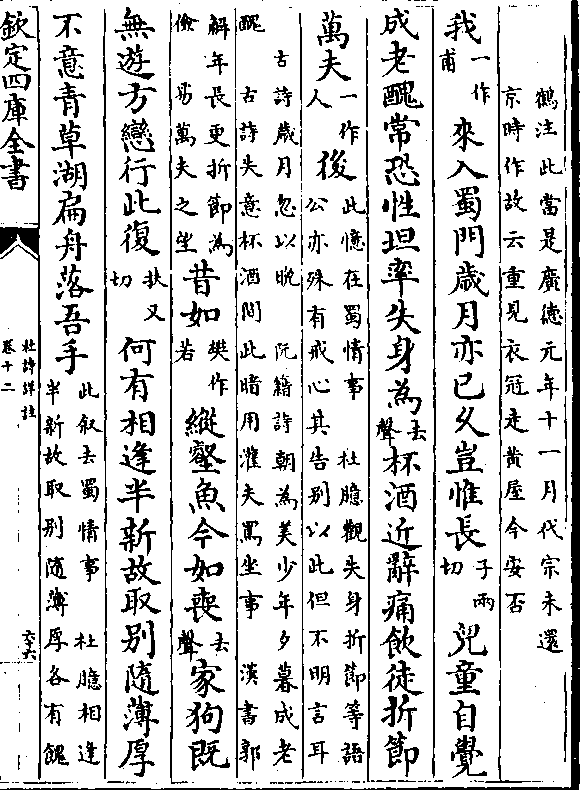 鶴注此當是廣德元年十一月代宗未還
京時作故云重見衣冠走黃屋今安否
我一作甫來入蜀門歲月亦已久豈惟長子兩切兒童自覺
成老醜常恐性坦率失身為去聲杯酒近辭痛飲徒折節
萬夫一作人後此憶在蜀情事 杜臆觀失身折節等語
公亦殊有戒心其告別以此但不明言耳
古詩歲月忽以晚 阮籍詩朝為美少年夕暮成老
醜 古詩失意杯酒間此暗用灌夫罵坐事 漢書郭
解年長更折節為
儉 易萬夫之望
昔如樊作若縱壑魚今如喪去聲家狗既
無遊方戀行此復扶又切何有相逢半新故取別隨薄厚
不意青草湖扁舟落吾手此叙去蜀情事 杜臆相逢
半新故取別隨薄厚各有餽
欽定四庫全書
杜詩詳註
卷十二
六六